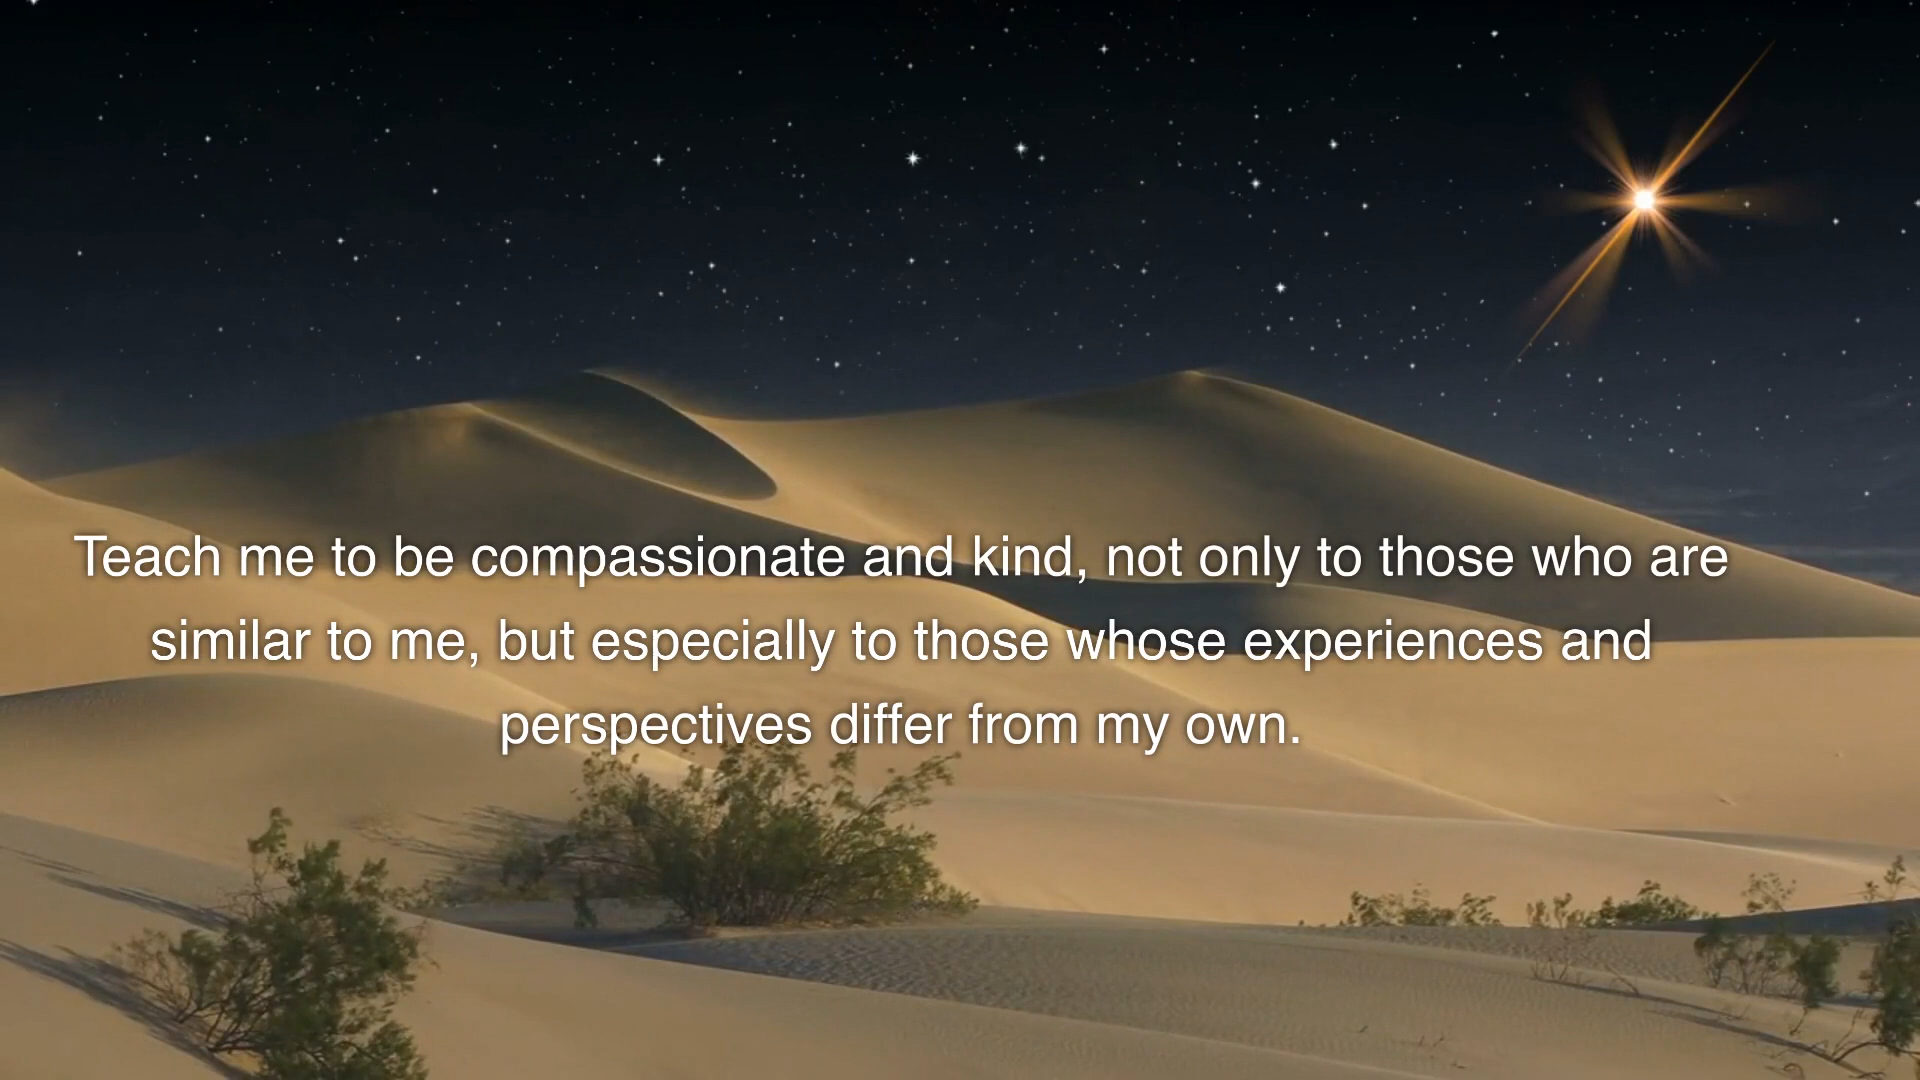 Teach me to be compassionate and kind, not only to those who are
similar to me, but especially to those whose experiences and
perspectives differ from my own.